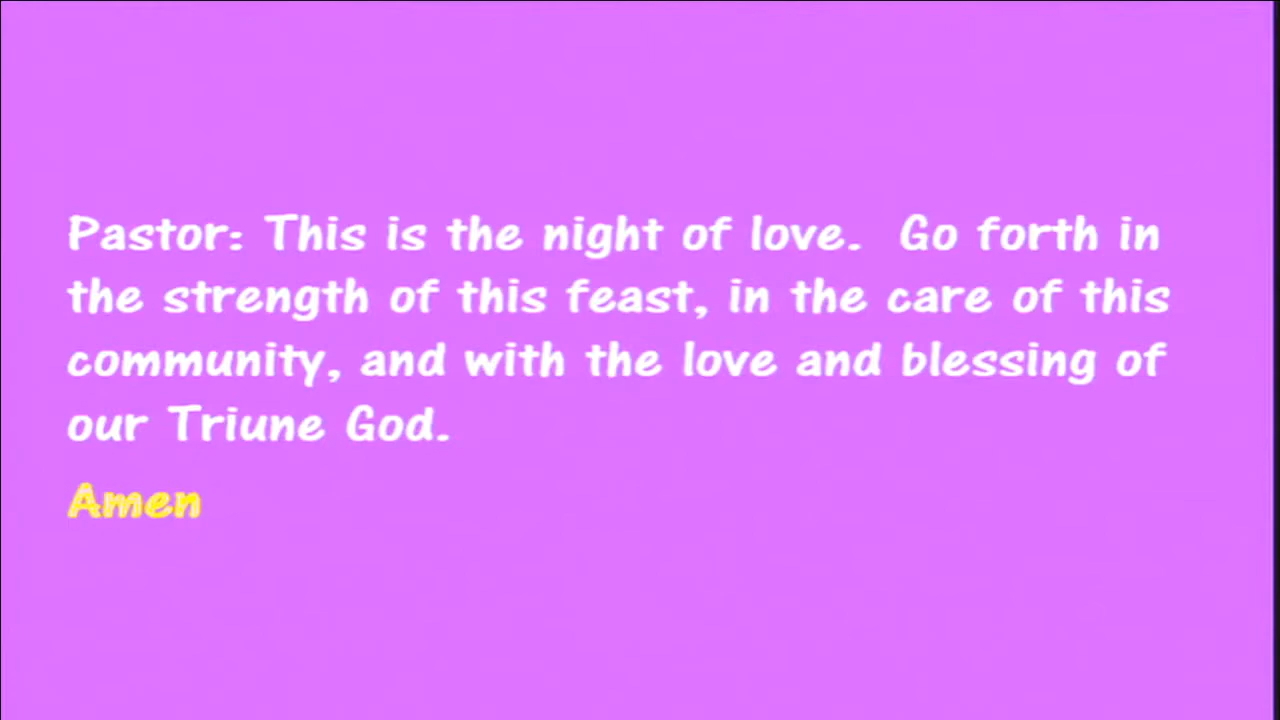 Pastor: This is the night of love.  Go forth in
the strength of this feast, in the care of this
community, and with the love and blessing of
our Triune God.
Amen